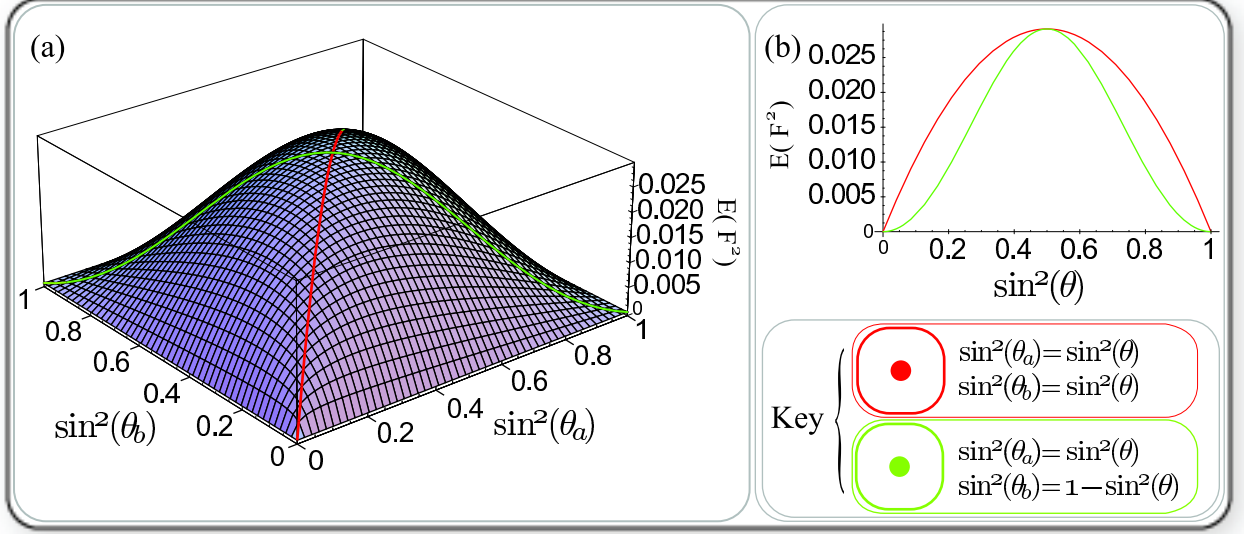 (a)
0.025
0.020
0.015
0.010
0.005
0
E(F²)
1
0.8
0.6
0.4
0.2
0
sin²(θb)
0
0.2
0.4
0.6
0.8
1
sin²(θa)
(b)
0.025
0.020
0.015
0.010
0.005
0
E(F²)
0
0.2
0.4
0.6
0.8
1
sin²(θ)
Key
sin²(θa)=sin²(θ)
sin²(θb)=sin²(θ)
sin²(θa)=sin²(θ)
sin²(θb)=1−sin²(θ)